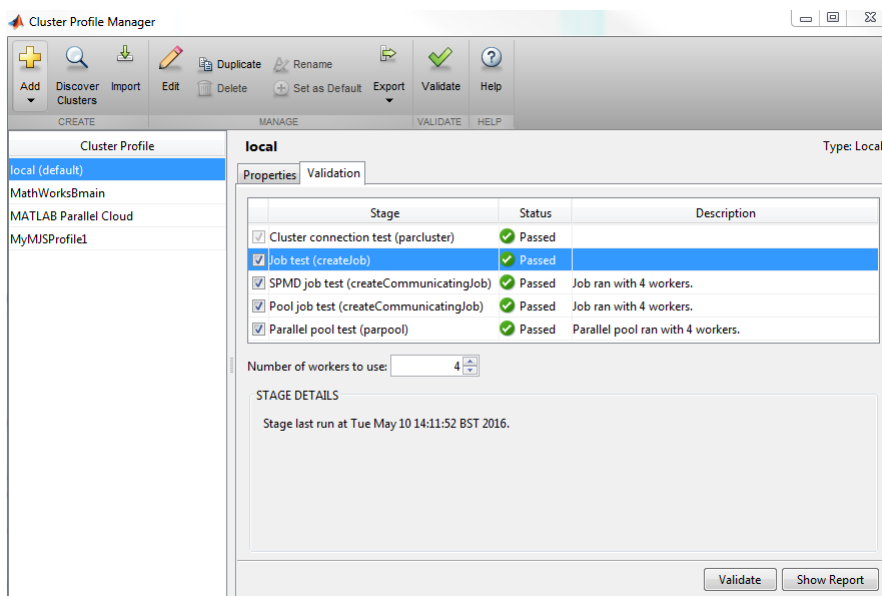 Cluster Profile Manager
Add
Discover Clusters
Import
Edit
Duplicate
Delete
Rename
Set as Default
Export
Validate
Help
CREATE
MANAGE
VALIDATE
HELP
Cluster Profile
local (default)
MathWorksBmain
MATLAB Parallel Cloud
MyMJSProfile1
local
Type: Local
Properties
Validation
Stage Status Description
Cluster connection test (parcluster) Passed
Job test (createJob) Passed
SPMD job test (createCommunicatingJob) Passed Job ran with 4 workers.
Pool job test (createCommunicatingJob) Passed Job ran with 4 workers.
Parallel pool test (parpool) Passed Parallel pool ran with 4 workers.
Number of workers to use: 4
STAGE DETAILS
Stage last run at Tue May 10 14:11:52 BST 2016.
Validate
Show Report